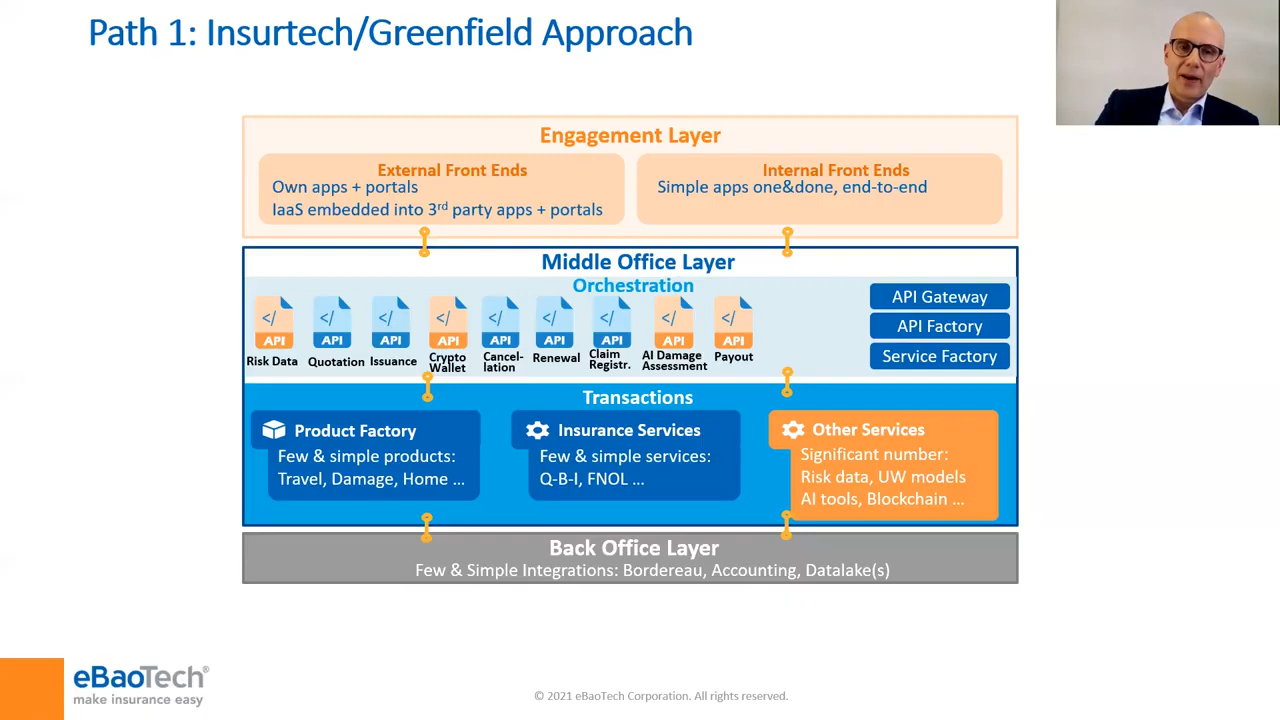 Path 1: Insurtech/Greenfield Approach
Engagement Layer
External Front Ends
Own apps + portals
IaaS embedded into 3rd party apps + portals
Internal Front Ends
Simple apps one&done, end-to-end
Middle Office Layer
Orchestration
</>
API
Risk Data
</>
API
Quotation
</>
API
Issuance
</>
API
Crypto
Wallet
</>
API
Cancel-
lation
</>
API
Renewal
</>
API
Claim
Registr.
</>
API
AI Damage
Assessment
</>
API
Payout
API Gateway
API Factory
Service Factory
Transactions
Product Factory
Few & simple products:
Travel, Damage, Home ...
Insurance Services
Few & simple services:
Q-B-I, FNOL ...
Other Services
Significant number:
Risk data, UW models
AI tools, Blockchain ...
Back Office Layer
Few & Simple Integrations: Bordereau, Accounting, Datalake(s)
eBaoTech®
make insurance easy
© 2021 eBaoTech Corporation. All rights reserved.